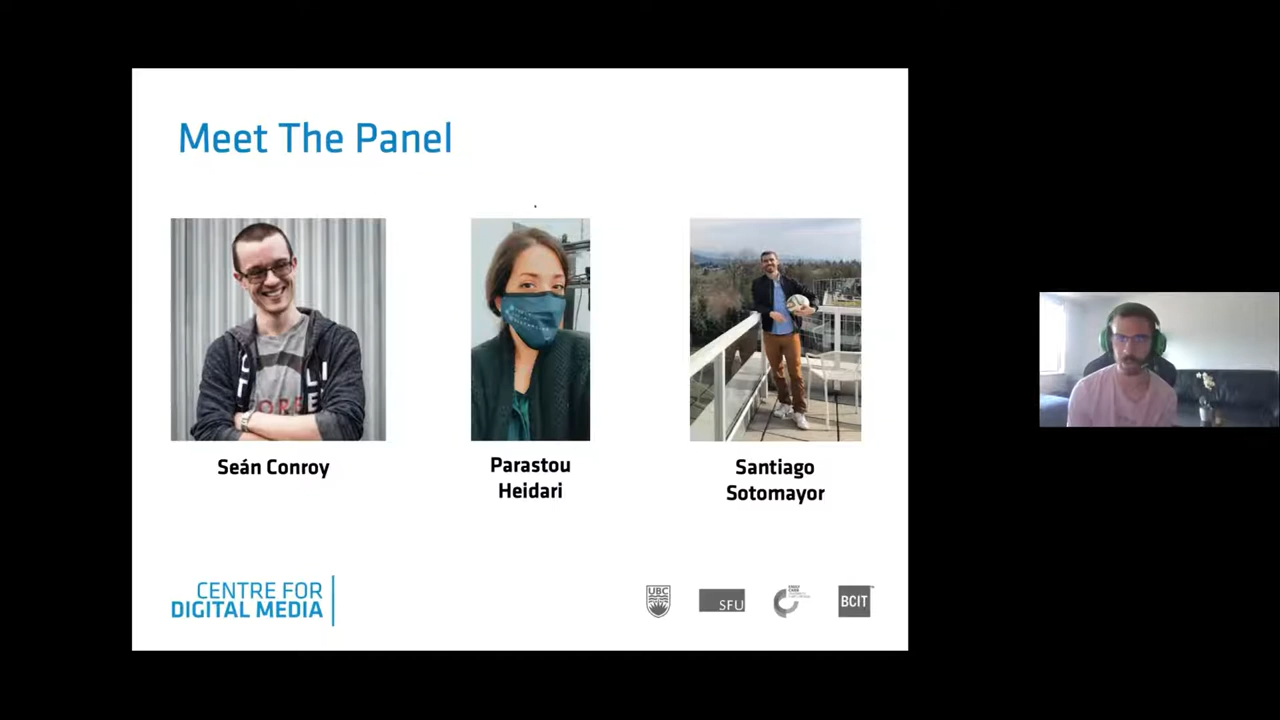 Meet The Panel
Seán Conroy
Parastou
Heidari
Santiago
Sotomayor
CENTRE FOR
DIGITAL MEDIA
UBC
SFU
BCIT